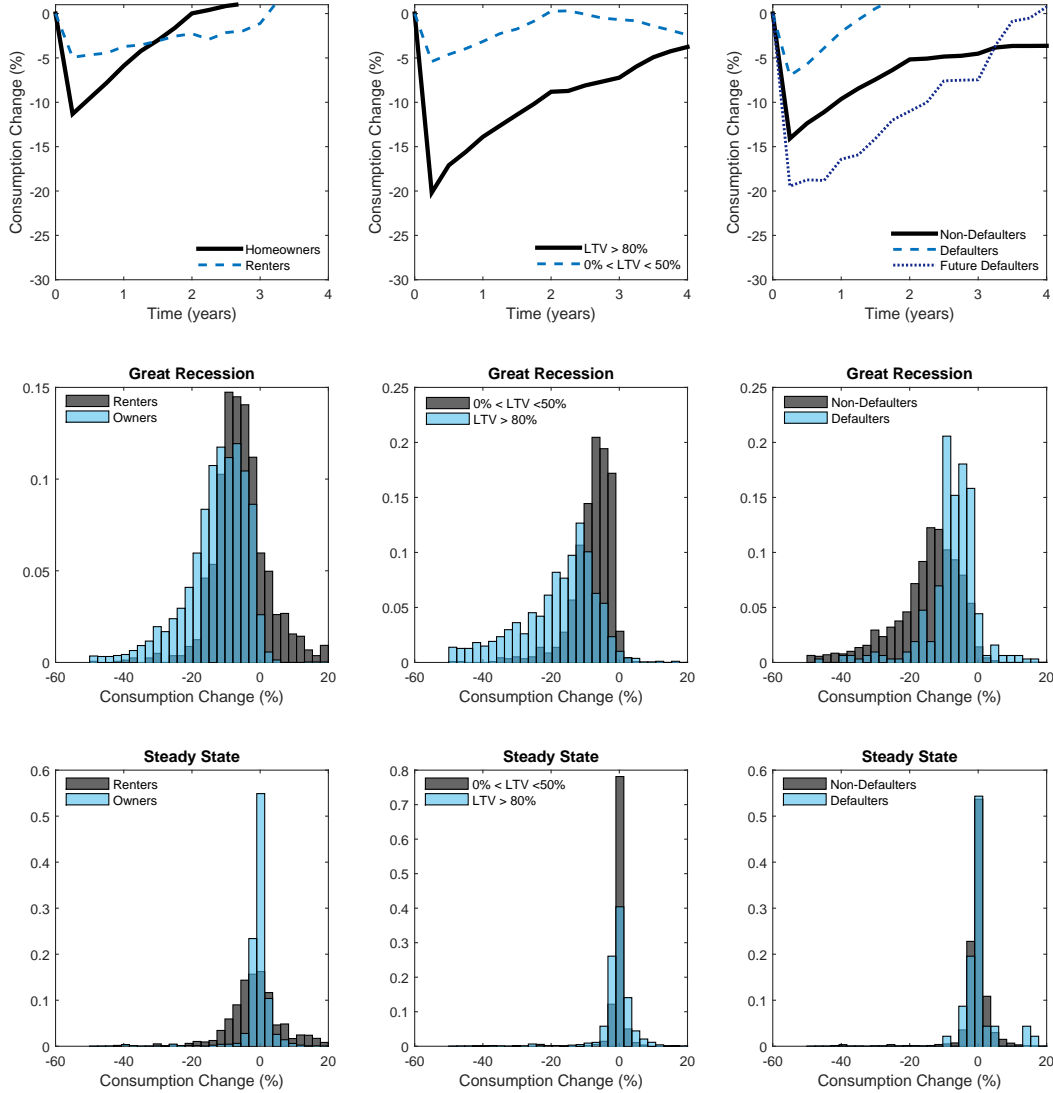 -0
-5
-10
-15
-20
-25
-30
0
1
2
3
4
Consumption Change (%)
Time (years)
Homeowners
Renters
-0
-5
-10
-15
-20
-25
-30
0
1
2
3
4
Consumption Change (%)
Time (years)
LTV > 80%
0% < LTV < 50%
-0
-5
-10
-15
-20
-25
-30
0
1
2
3
4
Consumption Change (%)
Time (years)
Non-Defaulters
Defaulters
Future Defaulters
Great Recession
0.15
0.1
0.05
0
-60
-40
-20
0
20
Consumption Change (%)
Renters
Owners
Great Recession
0.25
0.2
0.15
0.1
0.05
0
-60
-40
-20
0
20
Consumption Change (%)
0% < LTV <50%
LTV > 80%
Great Recession
0.25
0.2
0.15
0.1
0.05
0
-60
-40
-20
0
20
Consumption Change (%)
Non-Defaulters
Defaulters
Steady State
0.6
0.5
0.4
0.3
0.2
0.1
0
-60
-40
-20
0
20
Consumption Change (%)
Renters
Owners
Steady State
0.8
0.7
0.6
0.5
0.4
0.3
0.2
0.1
0
-60
-40
-20
0
20
Consumption Change (%)
0% < LTV <50%
LTV > 80%
Steady State
0.6
0.5
0.4
0.3
0.2
0.1
0
-60
-40
-20
0
20
Consumption Change (%)
Non-Defaulters
Defaulters